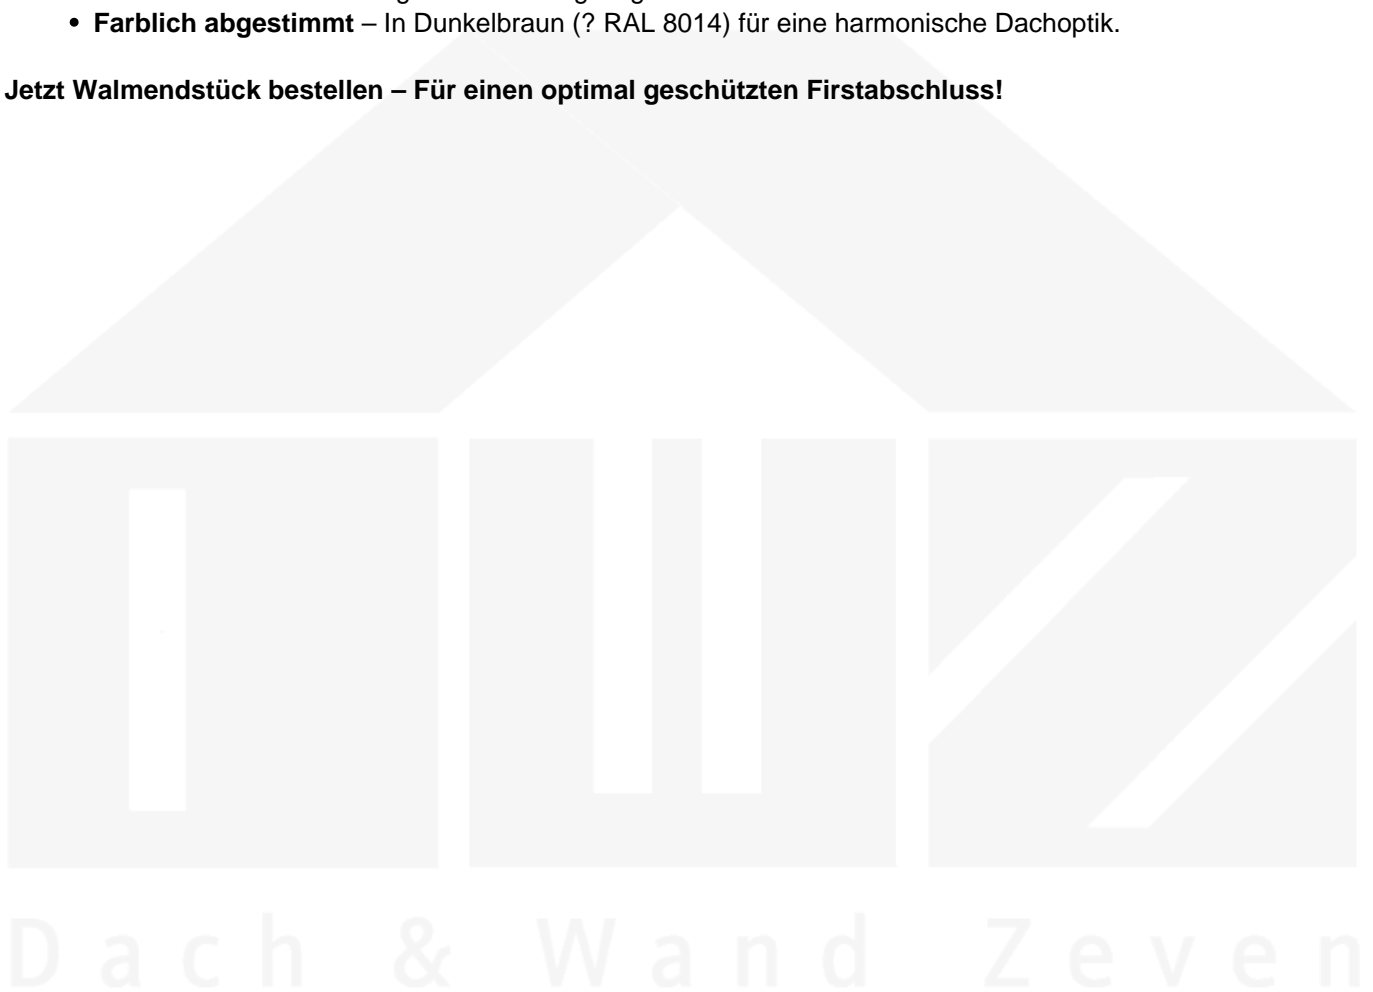 • Farblich abgestimmt – In Dunkelbraun (? RAL 8014) für eine harmonische Dachoptik.
Jetzt Walmendstück bestellen – Für einen optimal geschützten Firstabschluss!
Dach & Wand Zeven